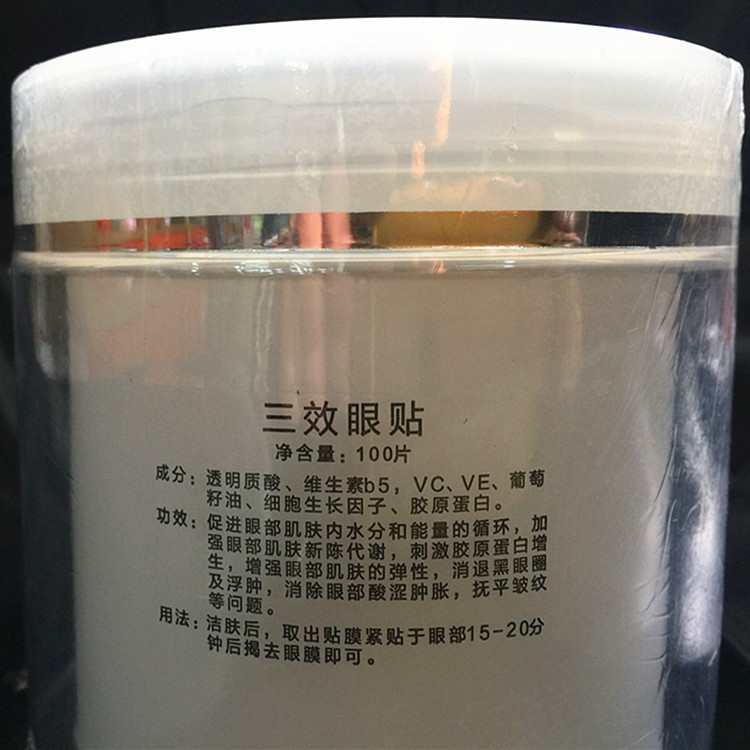 三效眼贴
净含量：100片
成分：透明质酸、维生素b5，VC、VE、葡萄
籽油、细胞生长因子、胶原蛋白。
功效：促进眼部肌肤内水分和能量的循环，加
强眼部肌肤新陈代谢，刺激胶原蛋白增
生，增强眼部肌肤的弹性，消退黑眼圈
及浮肿，消除眼部酸涩肿胀，抚平皱纹
等问题。
用法：洁肤后，取出贴膜紧贴于眼部15-20分
钟后揭去眼膜即可。